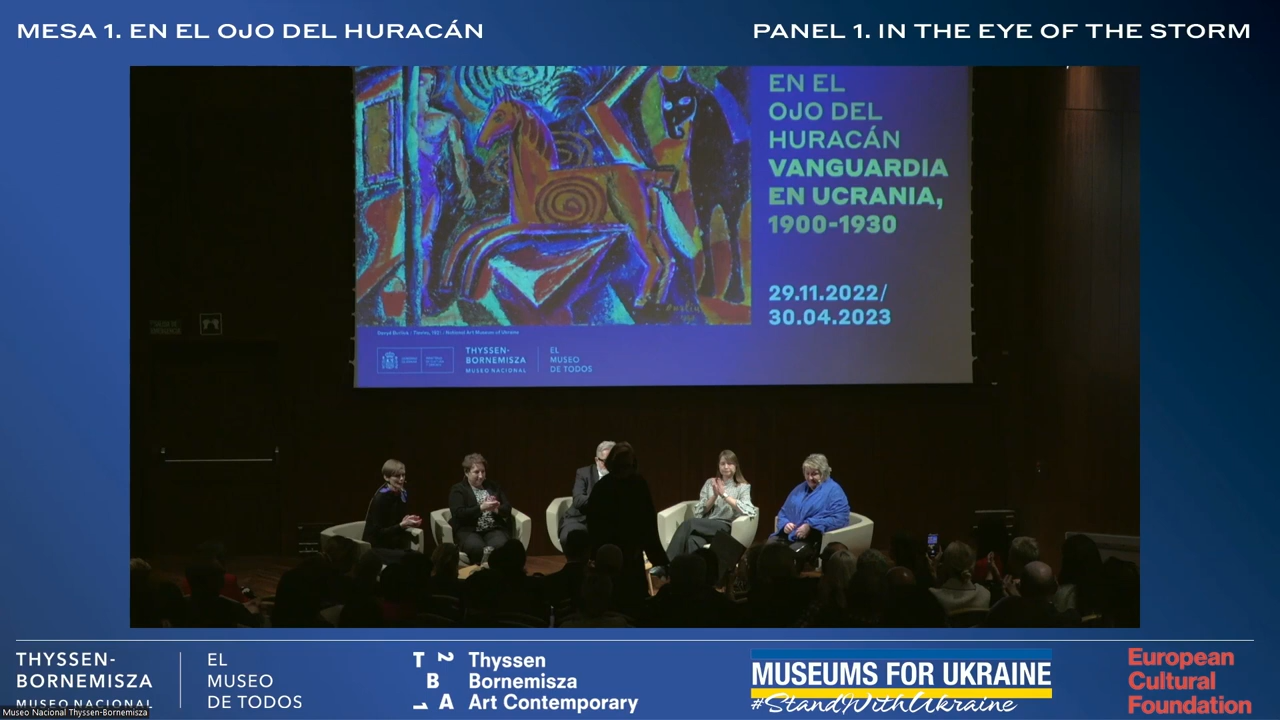 MESA 1. EN EL OJO DEL HURACÁN
PANEL 1. IN THE EYE OF THE STORM
EN EL
OJO DEL
HURACÁN
VANGUARDIA
EN UCRANIA,
1900-1930
29.11.2022/
30.04.2023
THYSSEN-
BORNEMISZA
MUSEO NACIONAL
EL
MUSEO
DE TODOS
THYSSEN-
BORNEMISZA
MUSEO NACIONAL
EL
MUSEO
DE TODOS
TBA21
Thyssen
Bornemisza
Art Contemporary
MUSEUMS FOR UKRAINE
#StandWithUkraine
European
Cultural
Foundation
Museo Nacional Thyssen-Bornemisza